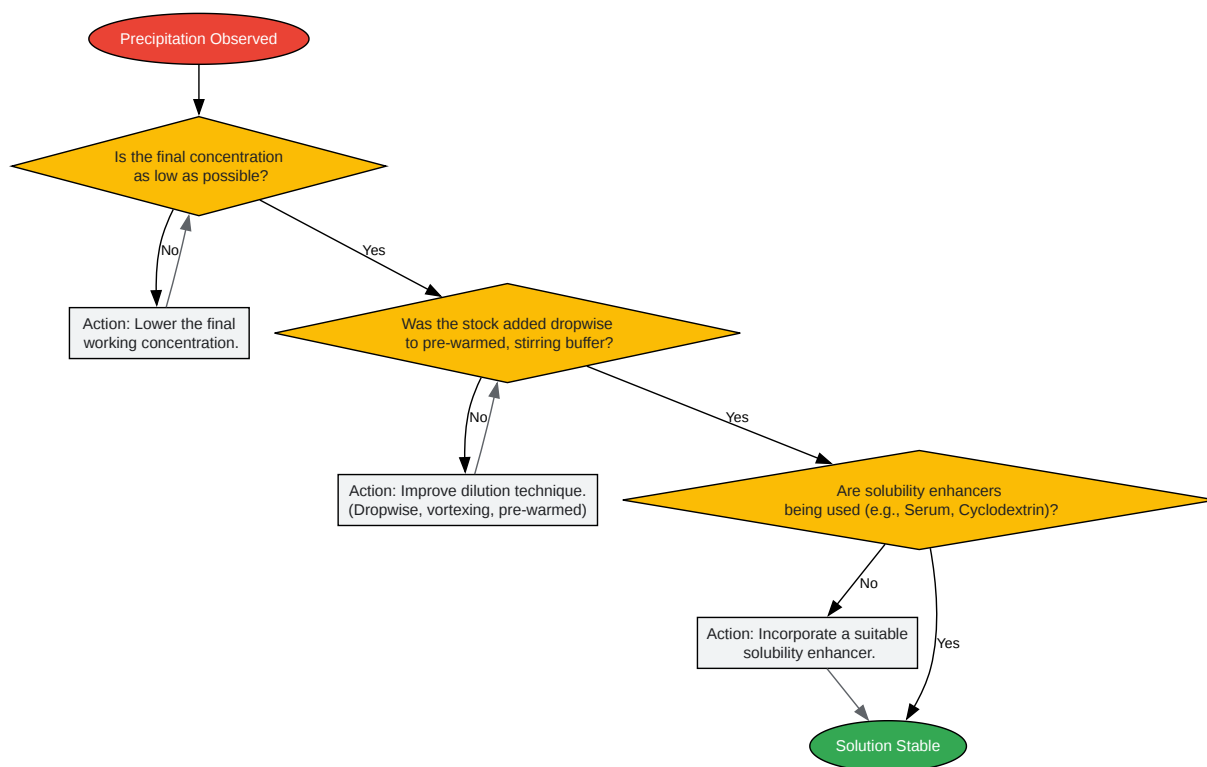 Precipitation Observed
Is the final concentration
as low as possible?
No
Yes
Action: Lower the final
working concentration.
Was the stock added dropwise
to pre-warmed, stirring buffer?
No
Yes
Action: Improve dilution technique.
(Dropwise, vortexing, pre-warmed)
Are solubility enhancers
being used (e.g., Serum, Cyclodextrin)?
No
Yes
Action: Incorporate a suitable
solubility enhancer.
Solution Stable